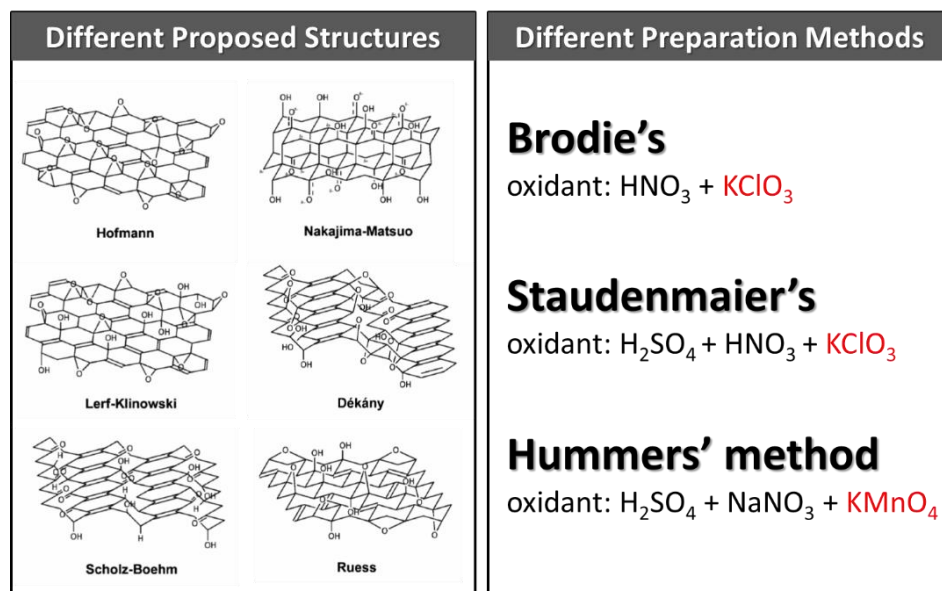 Different Proposed Structures
Hofmann
Nakajima-Matsuo
Lerf-Klinowski
Dékány
Scholz-Boehm
Ruess
Different Preparation Methods
Brodie's
oxidant: HNO₃ + KClO₃
Staudenmaier's
oxidant: H₂SO₄ + HNO₃ + KClO₃
Hummers' method
oxidant: H₂SO₄ + NaNO₃ + KMnO₄